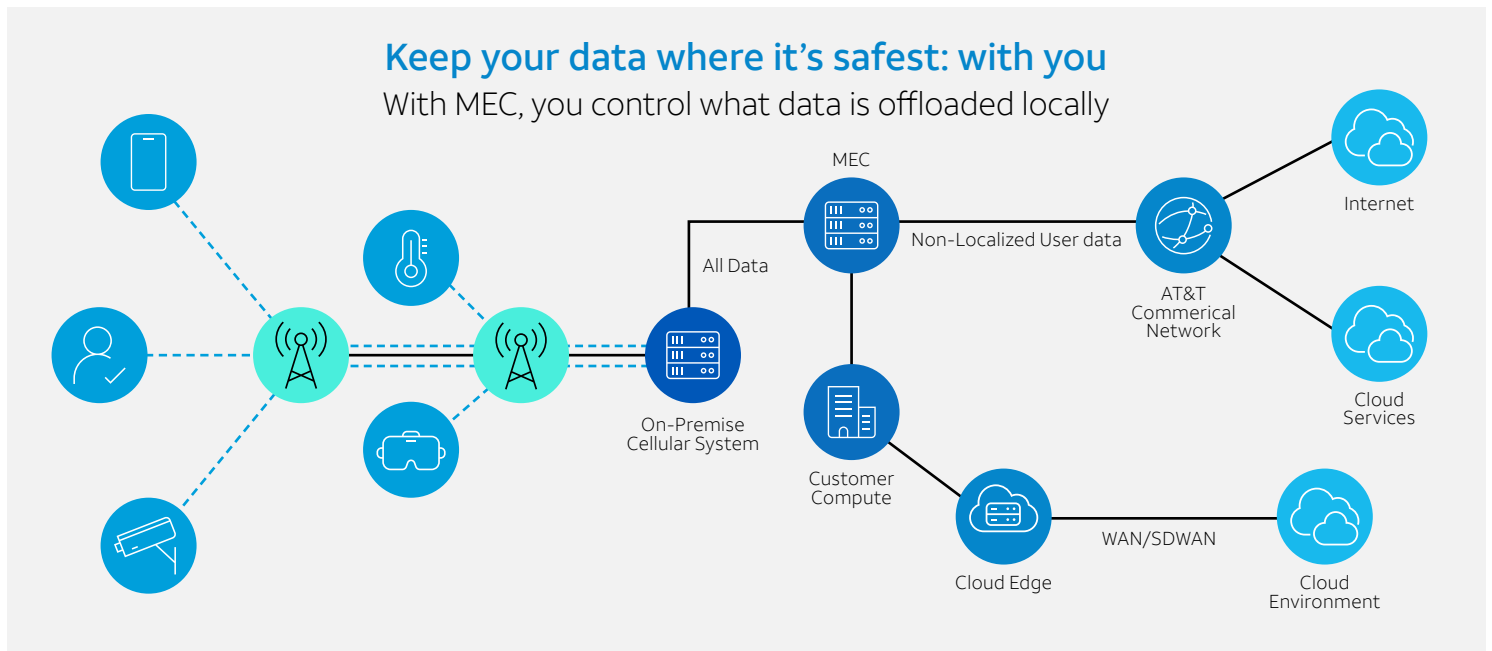 Keep your data where it’s safest: with you
With MEC, you control what data is offloaded locally
MEC
Internet
All Data
Non-Localized User data
AT&T
Commerical
Network
Cloud
Services
On-Premise
Cellular System
Customer
Compute
WAN/SDWAN
Cloud Edge
Cloud
Environment